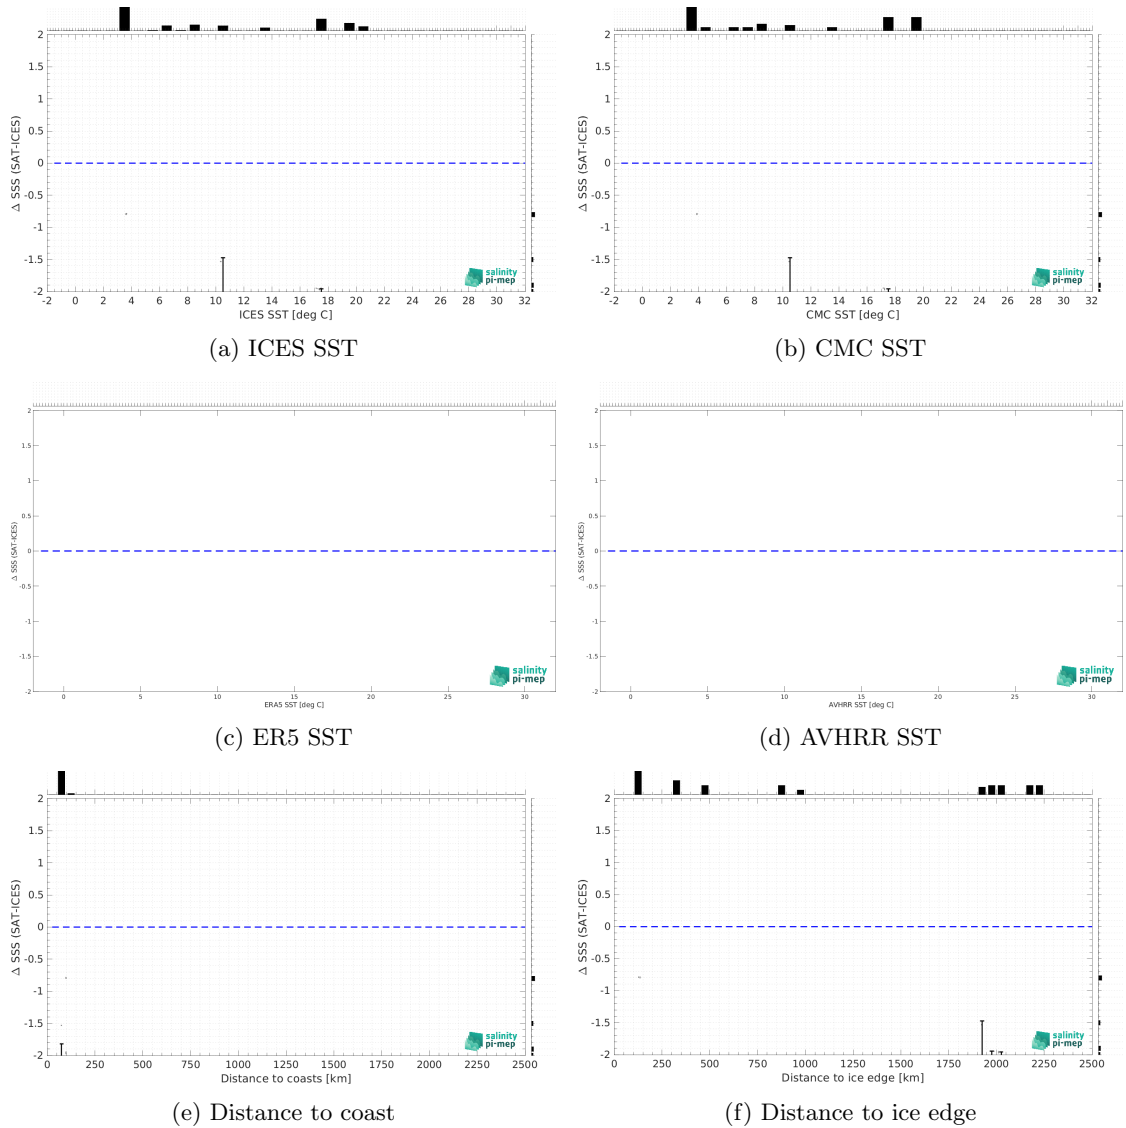 2
1.5
1
0.5
0
-0.5
-1
-1.5
-2
Δ SSS (SAT-ICES)
salinity
pi-mep
-2 0 2 4 6 8 10 12 14 16 18 20 22 24 26 28 30 32
ICES SST [deg C]
(a) ICES SST
2
1.5
1
0.5
0
-0.5
-1
-1.5
-2
Δ SSS (SAT-ICES)
salinity
pi-mep
-2 0 2 4 6 8 10 12 14 16 18 20 22 24 26 28 30 32
CMC SST [deg C]
(b) CMC SST
2
1.5
1
0.5
0
-0.5
-1
-1.5
-2
Δ SSS (SAT-ICES)
salinity
pi-mep
0 5 10 15 20 25 30
ERA5 SST [deg C]
(c) ER5 SST
2
1.5
1
0.5
0
-0.5
-1
-1.5
-2
Δ SSS (SAT-ICES)
salinity
pi-mep
0 5 10 15 20 25 30
AVHRR SST [deg C]
(d) AVHRR SST
2
1.5
1
0.5
0
-0.5
-1
-1.5
-2
Δ SSS (SAT-ICES)
salinity
pi-mep
0 250 500 750 1000 1250 1500 1750 2000 2250 2500
Distance to coasts [km]
(e) Distance to coast
2
1.5
1
0.5
0
-0.5
-1
-1.5
-2
Δ SSS (SAT-ICES)
salinity
pi-mep
0 250 500 750 1000 1250 1500 1750 2000 2250 2500
Distance to ice edge [km]
(f) Distance to ice edge